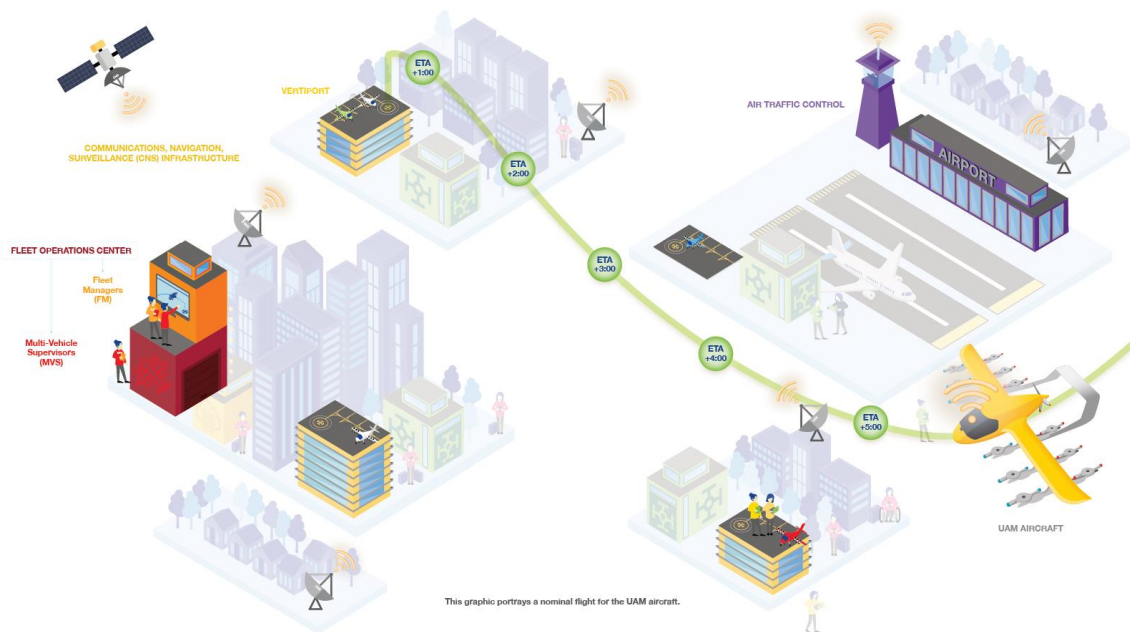 ETA
+1:00
VERTIPORT
AIR TRAFFIC CONTROL
COMMUNICATIONS, NAVIGATION,
SURVEILLANCE (CNS) INFRASTRUCTURE
ETA
+2:00
AIRPORT
FLEET OPERATIONS CENTER
Fleet
Managers
(FM)
ETA
+3:00
Multi-Vehicle
Supervisors
(MVS)
ETA
+4:00
ETA
+5:00
UAM AIRCRAFT
This graphic portrays a nominal flight for the UAM aircraft.